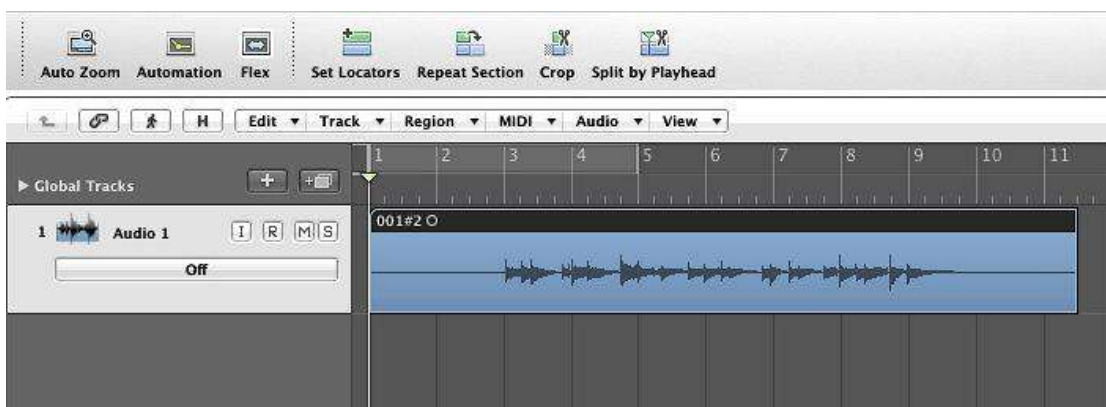 Auto Zoom Automation Flex Set Locators Repeat Section Crop Split by Playhead
H Edit Track Region MIDI Audio View
1 2 3 4 5 6 7 8 9 10 11
Global Tracks
001#2
1 Audio 1 I R M S
Off